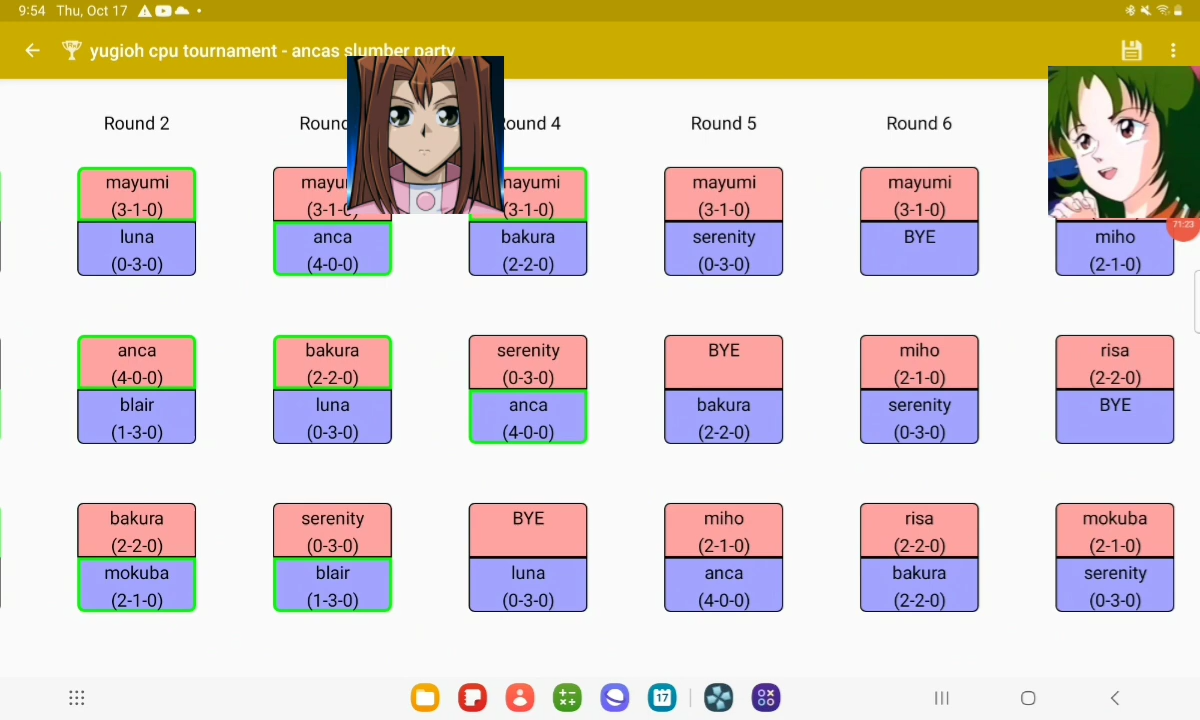 9:54 Thu, Oct 17
yugioh cpu tournament - ancas slumber party
Round 2
Round
Round 4
Round 5
Round 6
mayumi
(3-1-0)
luna
(0-3-0)
anca
(4-0-0)
blair
(1-3-0)
bakura
(2-2-0)
mokuba
(2-1-0)
(3-1-0)
anca
(4-0-0)
bakura
(2-2-0)
luna
(0-3-0)
serenity
(0-3-0)
blair
(1-3-0)
mayumi
(3-1-0)
bakura
(2-2-0)
serenity
(0-3-0)
anca
(4-0-0)
BYE
luna
(0-3-0)
mayumi
(3-1-0)
serenity
(0-3-0)
BYE
bakura
(2-2-0)
miho
(2-1-0)
anca
(4-0-0)
mayumi
(3-1-0)
BYE
miho
(2-1-0)
serenity
(0-3-0)
risa
(2-2-0)
bakura
(2-2-0)
71:23
miho
(2-1-0)
risa
(2-2-0)
BYE
mokuba
(2-1-0)
serenity
(0-3-0)
17